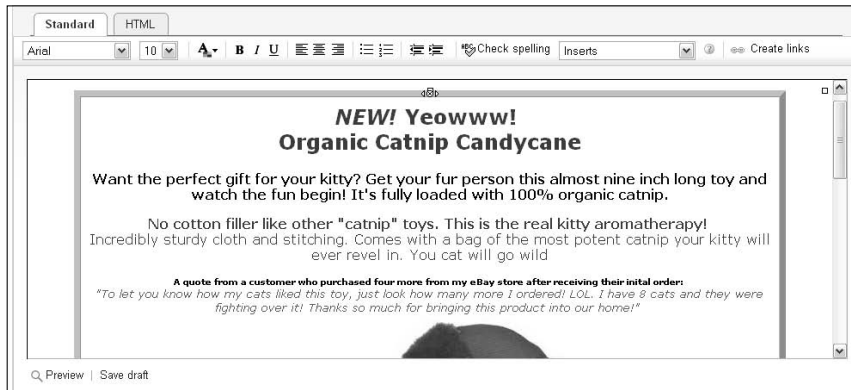 Standard HTML
Arial 10 A B I U ABC Check spelling Inserts Create links
NEW! Yeowww!
Organic Catnip Candycane
Want the perfect gift for your kitty? Get your fur person this almost nine inch long toy and
watch the fun begin! It's fully loaded with 100% organic catnip.
No cotton filler like other "catnip" toys. This is the real kitty aromatherapy!
Incredibly sturdy cloth and stitching. Comes with a bag of the most potent catnip your kitty will
ever revel in. You cat will go wild
A quote from a customer who purchased four more from my eBay store after receiving their inital order:
"To let you know how my cats liked this toy, just look how many more I ordered! LOL. I have 8 cats and they were
fighting over it! Thanks so much for bringing this product into our home!"
Preview | Save draft